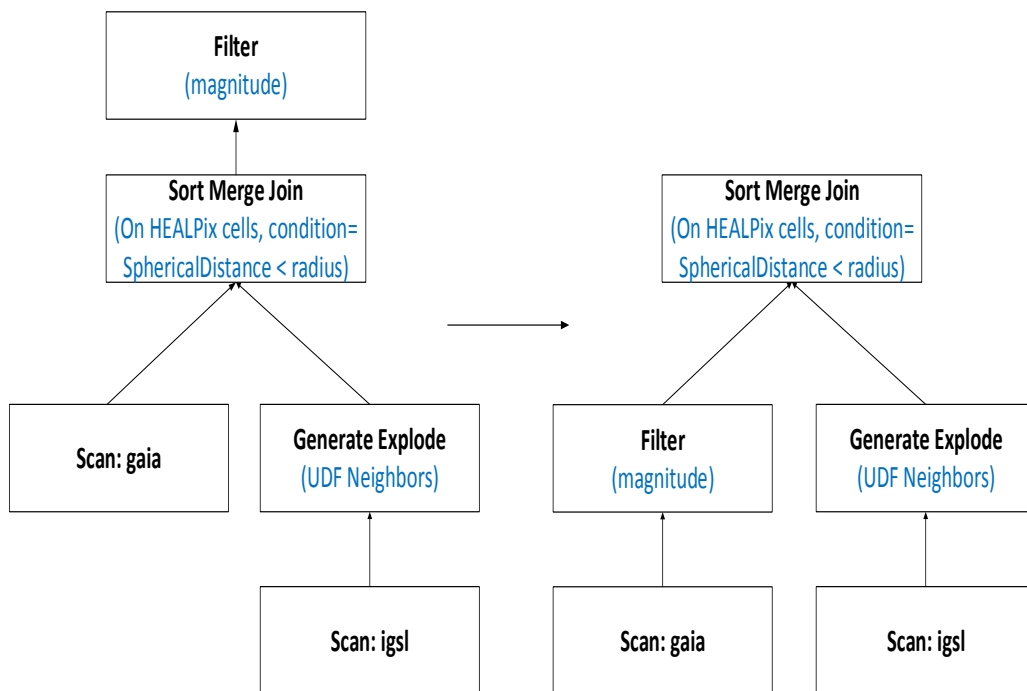 Filter
(magnitude)
Sort Merge Join
(On HEALPix cells, condition=
SphericalDistance < radius)
Scan: gaia
Generate Explode
(UDF Neighbors)
Scan: igsl
Sort Merge Join
(On HEALPix cells, condition=
SphericalDistance < radius)
Filter
(magnitude)
Generate Explode
(UDF Neighbors)
Scan: gaia
Scan: igsl